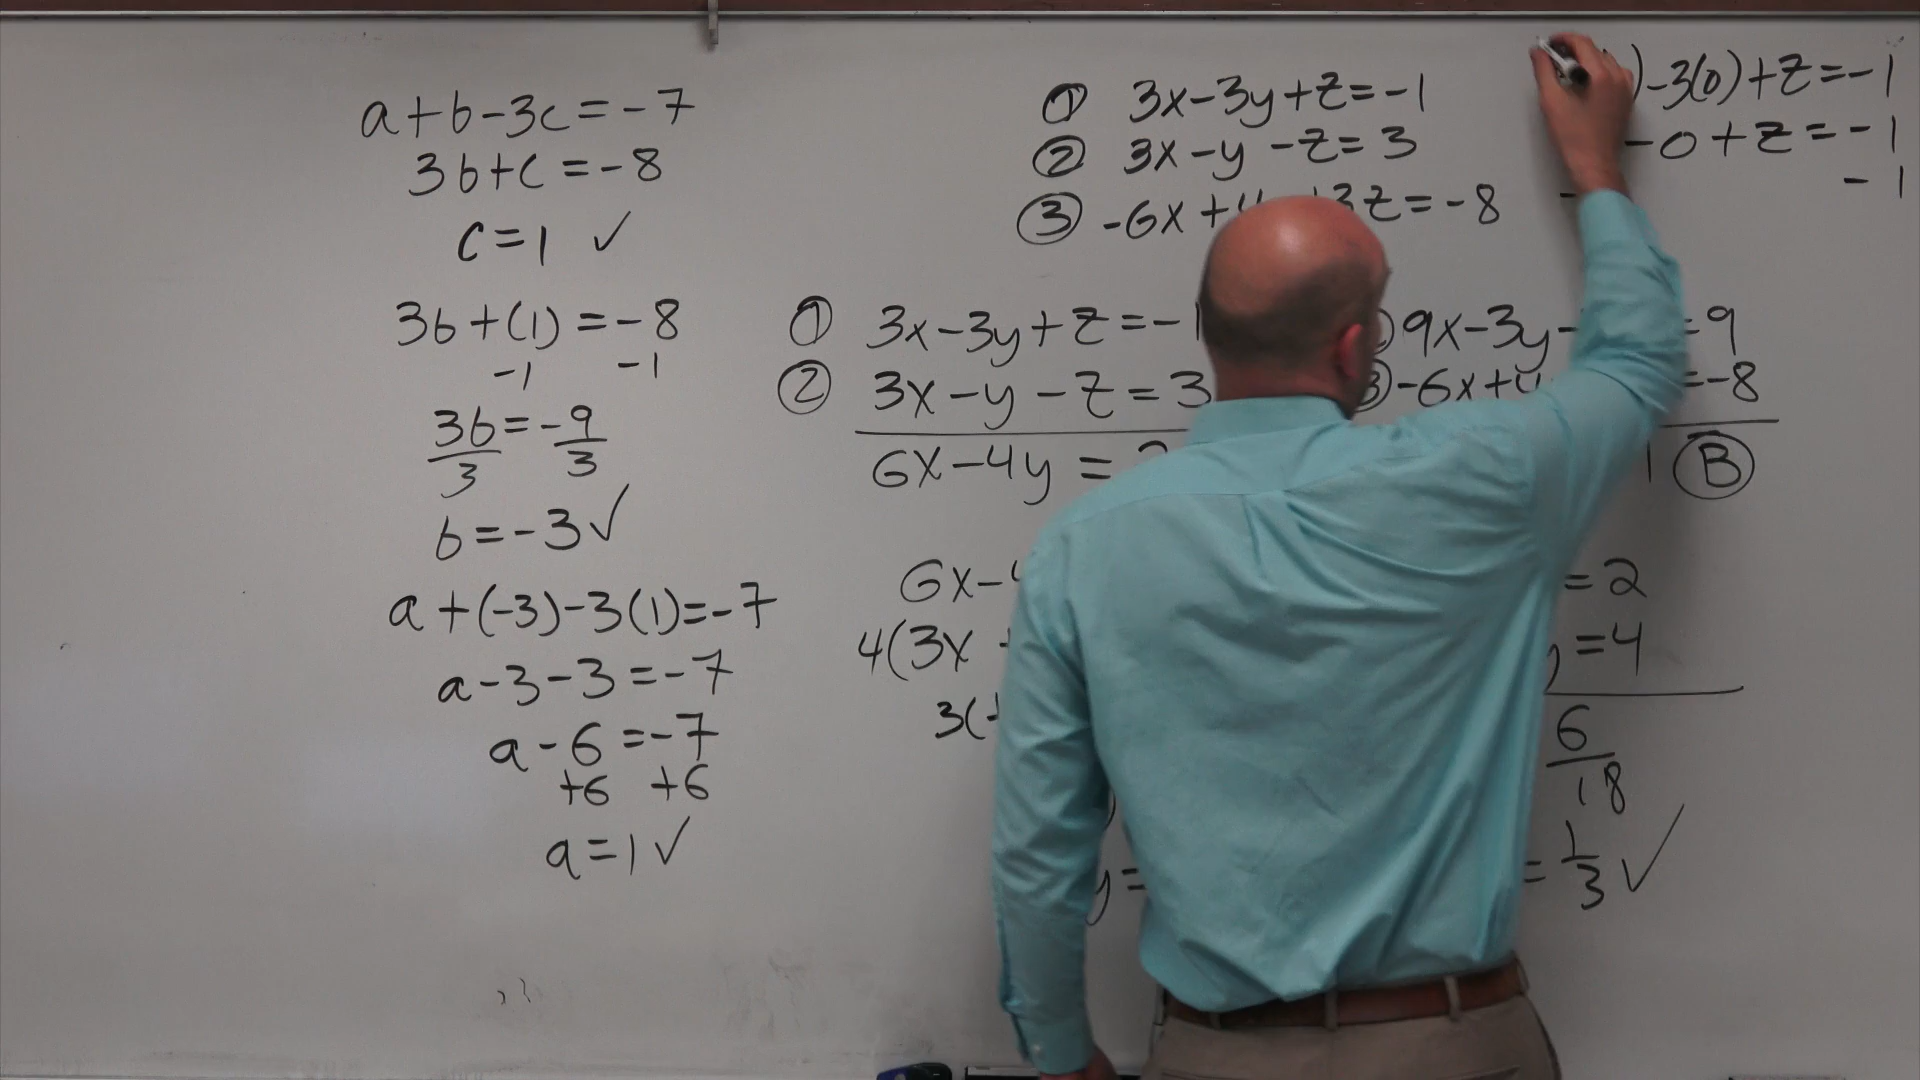 a+b-3c=-7
3b+c=-8
c=1 ✓
3b+(1)=-8
-1 -1
3b=-9
3 3
b=-3✓
a+(-3)-3(1)=-7
a-3-3=-7
a-6=-7
+6 +6
a=1✓
① 3x-3y+z=-1
② 3x-y-z=3
③ -6x+ 3z=-8
)-3(0)+z=-1
-0+z=-1
-1
① 3x-3y+z=-1
② 3x-y-z=3
6x-4y=
9x-3y- =9
-6x+ =-8
Ⓑ
6x- =2
4(3x =4
3(
6
18
y=
=1/3 ✓